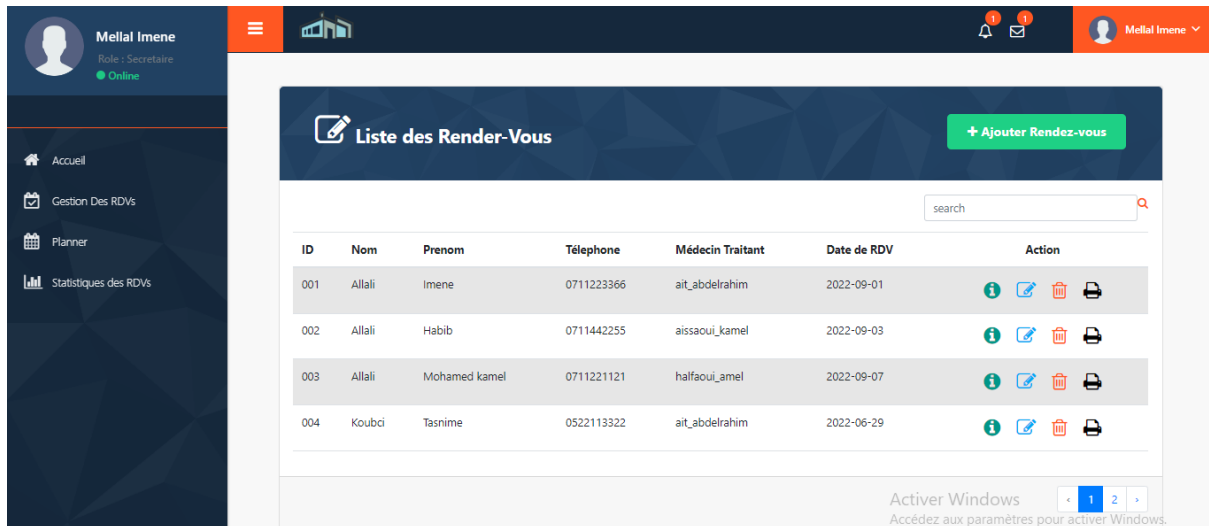 Mellal Imene
Role : Secretaire
Online
Accueil
Gestion Des RDVs
Planner
Statistiques des RDVs
1 1
Mellal Imene
Liste des Render-Vous
+ Ajouter Rendez-vous
search
ID Nom Prenom Télephone Médecin Traitant Date de RDV Action
001 Allali Imene 0711223366 ait_abdelrahim 2022-09-01
002 Allali Habib 0711442255 aissaoui_kamel 2022-09-03
003 Allali Mohamed kamel 0711221121 halfaoui_amel 2022-09-07
004 Koubci Tasnime 0522113322 ait_abdelrahim 2022-06-29
‹ 1 2 ›
Activer Windows
Accédez aux paramètres pour activer Windows.